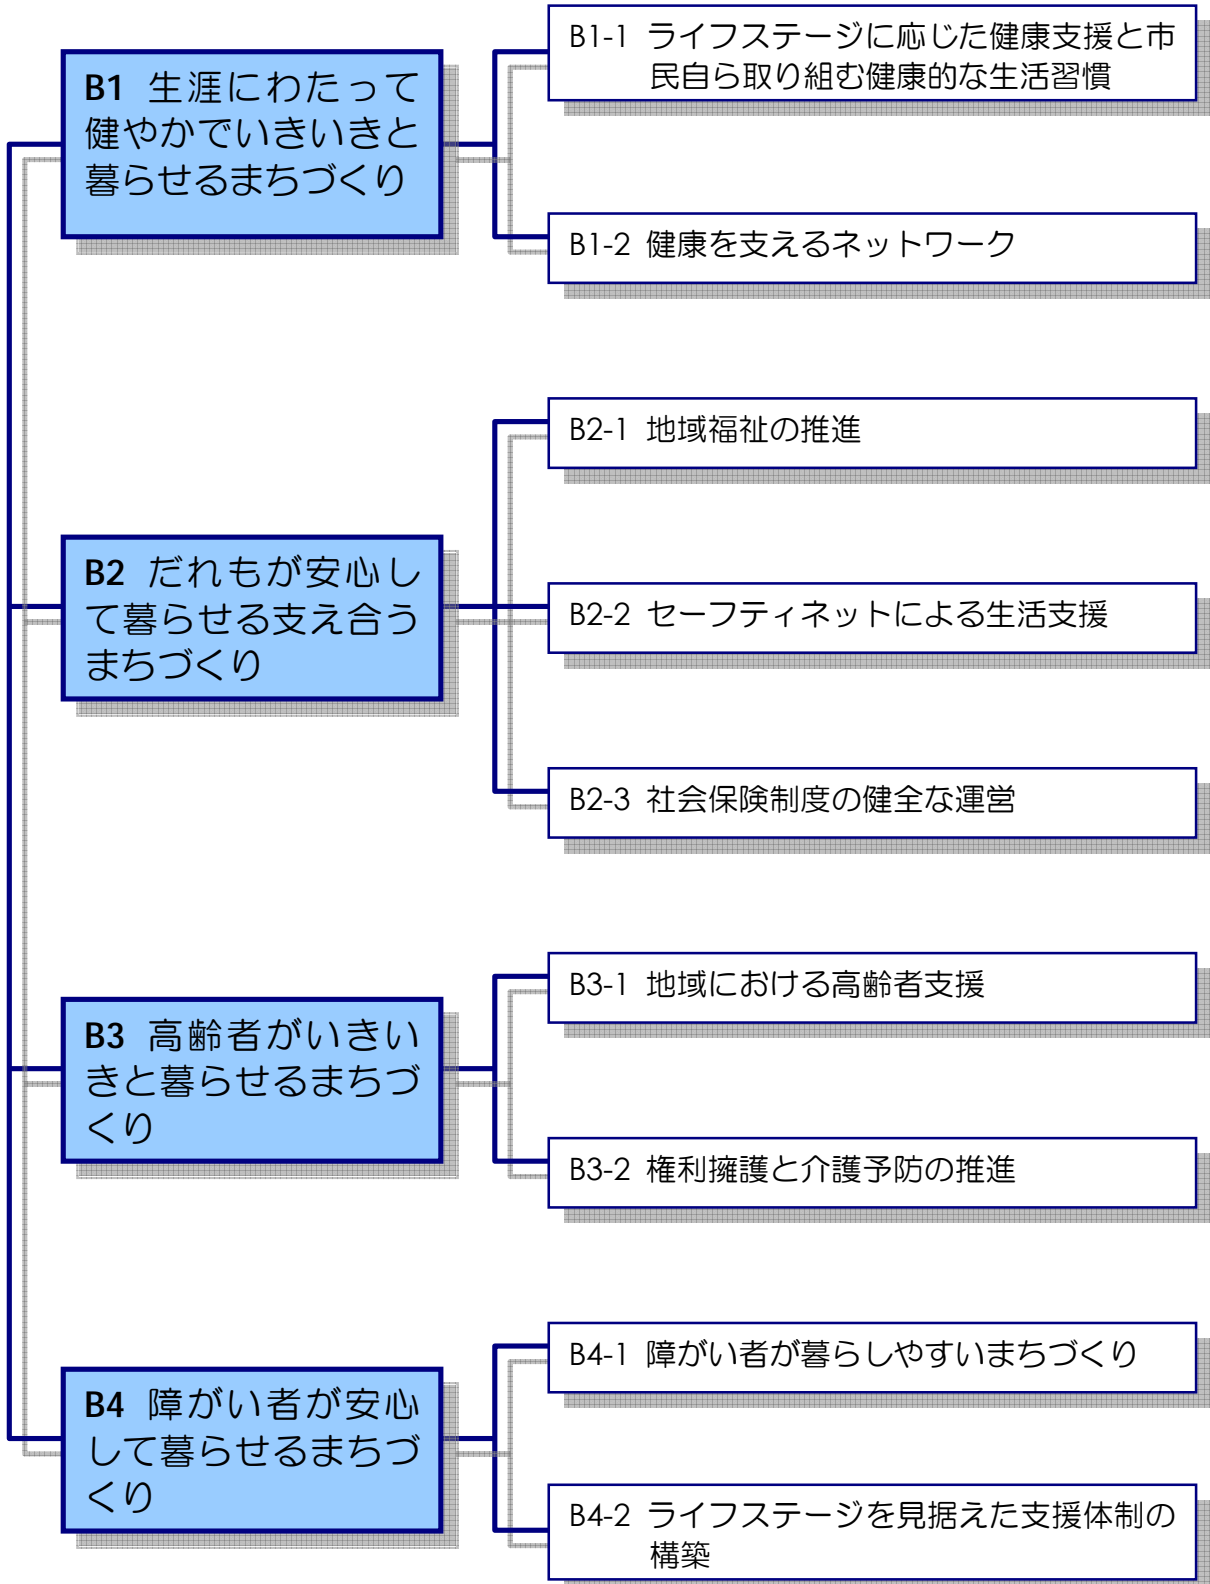 B1 生涯にわたって
健やかでいきいきと
暮らせるまちづくり
B1-1 ライフステージに応じた健康支援と市
民自ら取り組む健康的な生活習慣
B1-2 健康を支えるネットワーク
B2 だれもが安心し
て暮らせる支え合う
まちづくり
B2-1 地域福祉の推進
B2-2 セーフティネットによる生活支援
B2-3 社会保険制度の健全な運営
B3 高齢者がいきい
きと暮らせるまちづ
くり
B3-1 地域における高齢者支援
B3-2 権利擁護と介護予防の推進
B4 障がい者が安心
して暮らせるまちづ
くり
B4-1 障がい者が暮らしやすいまちづくり
B4-2 ライフステージを見据えた支援体制の
構築